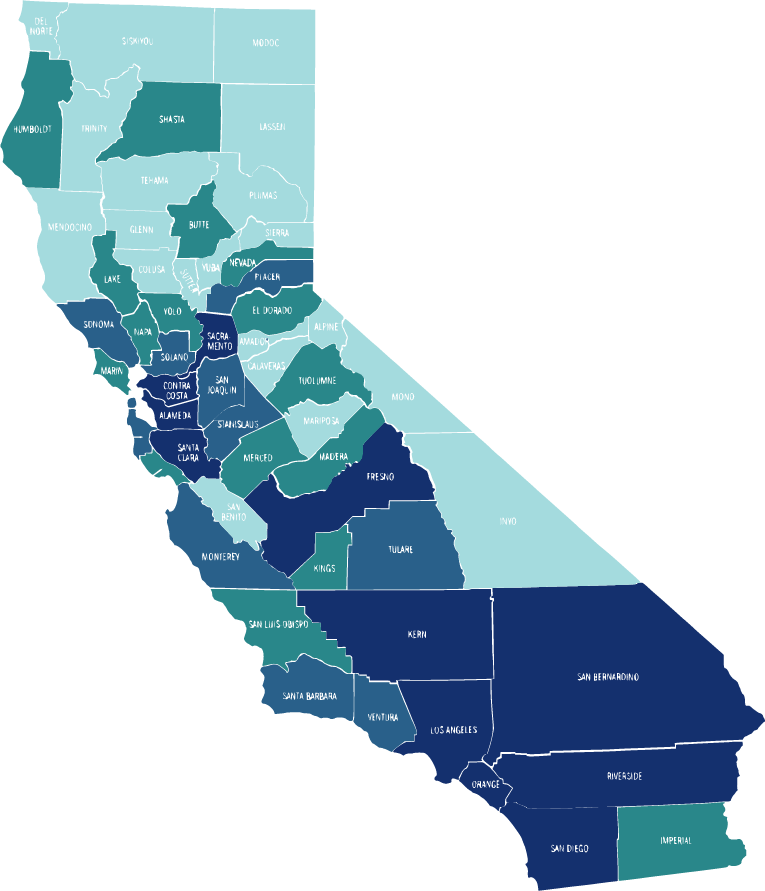 DEL
NORTE
SISKIYOU
MODOC
HUMBOLDT
TRINITY
SHASTA
LASSEN
TEHAMA
PLUMAS
MENDOCINO
GLENN
BUTTE
SIERRA
COLUSA
SUTTER
YUBA
NEVADA
PLACER
LAKE
SONOMA
NAPA
YOLO
EL DORADO
SACRA
MENTO
ALPINE
AMADOR
SOLANO
MARIN
CONTRA
COSTA
SAN
JOAQUIN
CALAVERAS
TUOLUMNE
MONO
ALAMEDA
STANISLAUS
MARIPOSA
SANTA
CLARA
MERCED
MADERA
FRESNO
SAN
BENITO
INYO
MONTEREY
KINGS
TULARE
SAN LUIS OBISPO
KERN
SAN BERNARDINO
SANTA BARBARA
VENTURA
LOS ANGELES
ORANGE
RIVERSIDE
SAN DIEGO
IMPERIAL